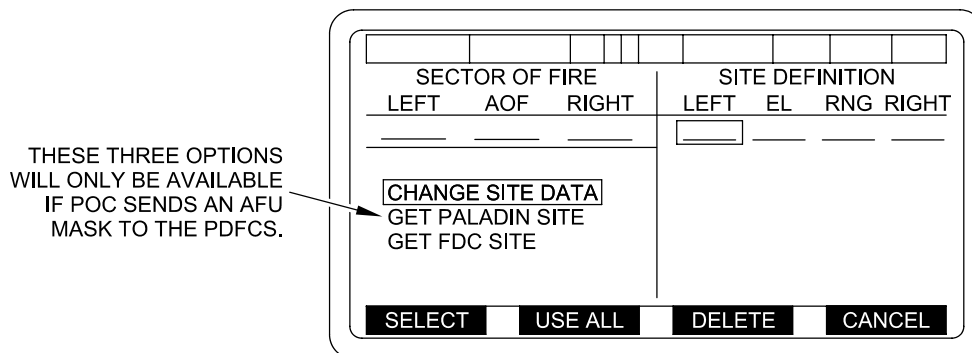 SECTOR OF FIRE
LEFT AOF RIGHT
SITE DEFINITION
LEFT EL RNG RIGHT
THESE THREE OPTIONS
WILL ONLY BE AVAILABLE
IF POC SENDS AN AFU
MASK TO THE PDFCS.
CHANGE SITE DATA
GET PALADIN SITE
GET FDC SITE
SELECT USE ALL DELETE CANCEL